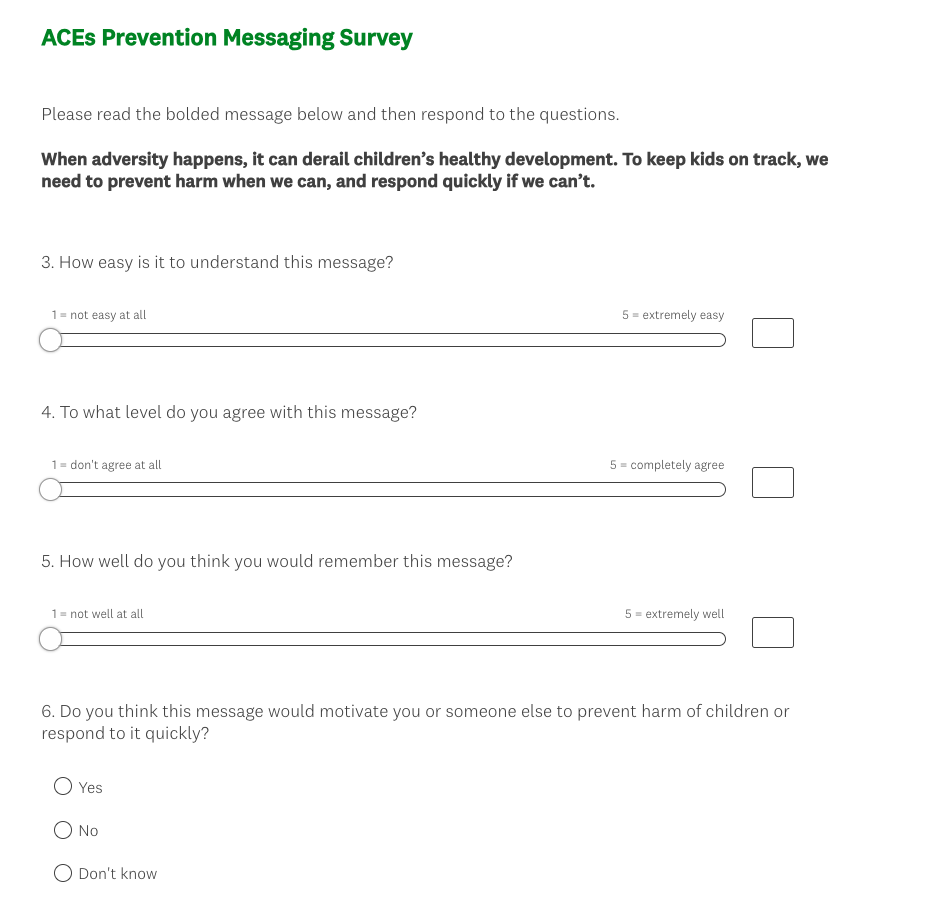 ACEs Prevention Messaging Survey
Please read the bolded message below and then respond to the questions.
When adversity happens, it can derail children’s healthy development. To keep kids on track, we
need to prevent harm when we can, and respond quickly if we can’t.
3. How easy is it to understand this message?
1 = not easy at all
5 = extremely easy
4. To what level do you agree with this message?
1 = don't agree at all
5 = completely agree
5. How well do you think you would remember this message?
1 = not well at all
5 = extremely well
6. Do you think this message would motivate you or someone else to prevent harm of children or
respond to it quickly?
Yes
No
Don't know